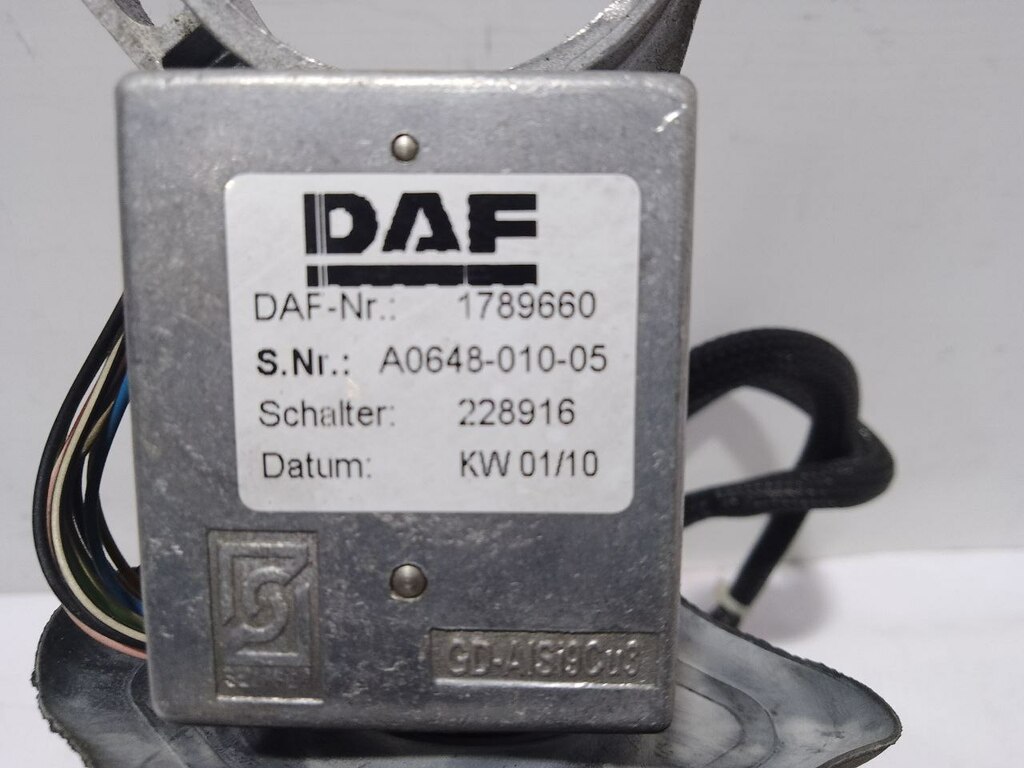 DAF
DAF-Nr.: 1789660
S.Nr.: A0648-010-05
Schalter: 228916
Datum: KW 01/10